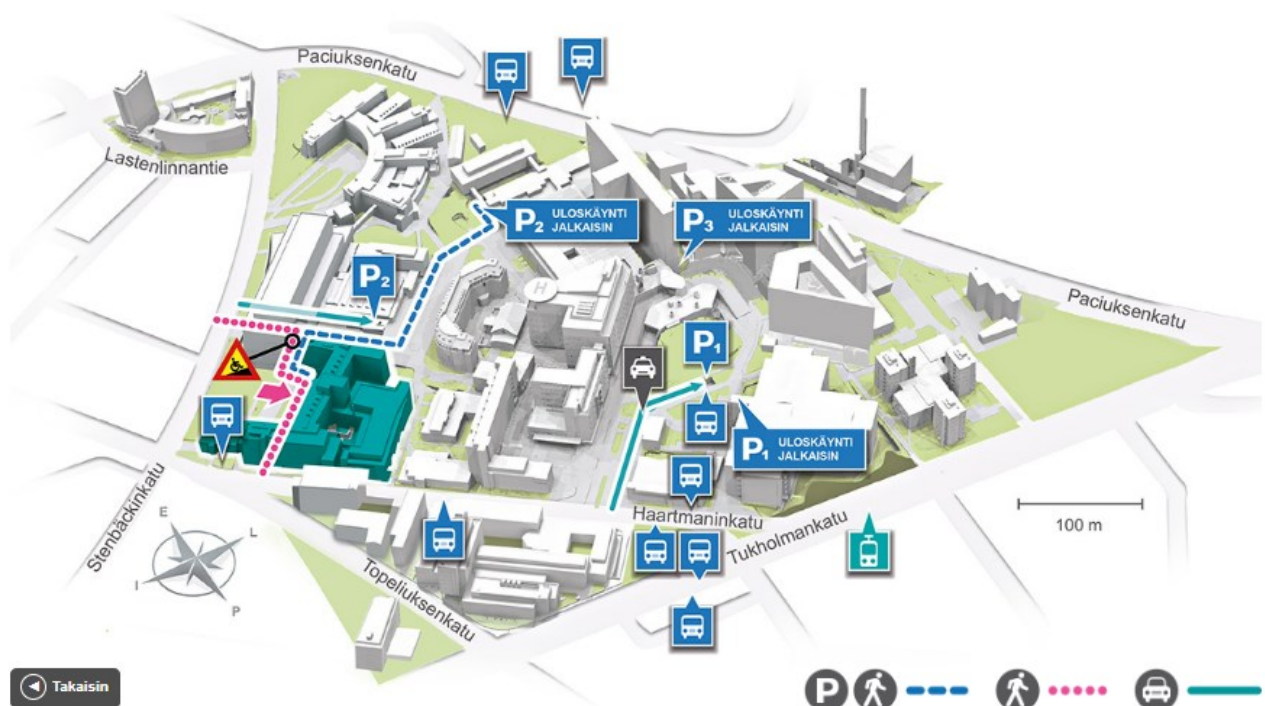 Paciuksenkatu
Lastenlinnantie
P2 ULOSKÄYNTI
JALKAISIN
P3 ULOSKÄYNTI
JALKAISIN
P2
H
Paciuksenkatu
P1
P1 ULOSKÄYNTI
JALKAISIN
Stenbäckinkatu
Haartmaninkatu
Tukholmankatu
100 m
E
L
I
P
Topeliuksenkatu
Takaisin
P